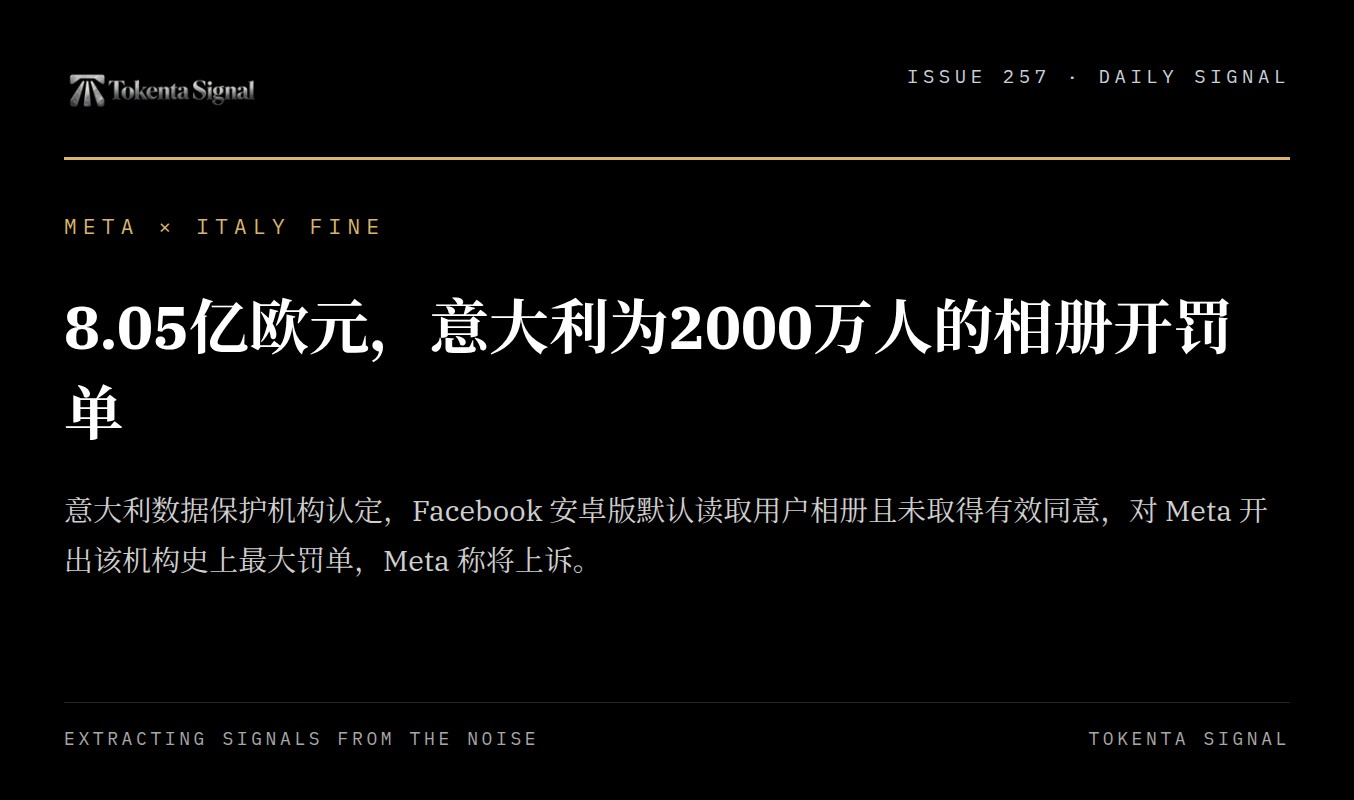 Tokenta Signal
ISSUE 257 · DAILY SIGNAL
META × ITALY FINE
8.05亿欧元，意大利为2000万人的相册开罚
单
意大利数据保护机构认定，Facebook 安卓版默认读取用户相册且未取得有效同意，对 Meta 开
出该机构史上最大罚单，Meta 称将上诉。
EXTRACTING SIGNALS FROM THE NOISE
TOKENTA SIGNAL